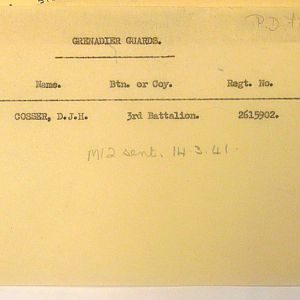 P.D.
GRENADIER GUARDS.
Name. Btn. or Coy. Regt. No.
COSSER, D.J.H. 3rd Battalion. 2615902.
M12 sent. 14.3.41.